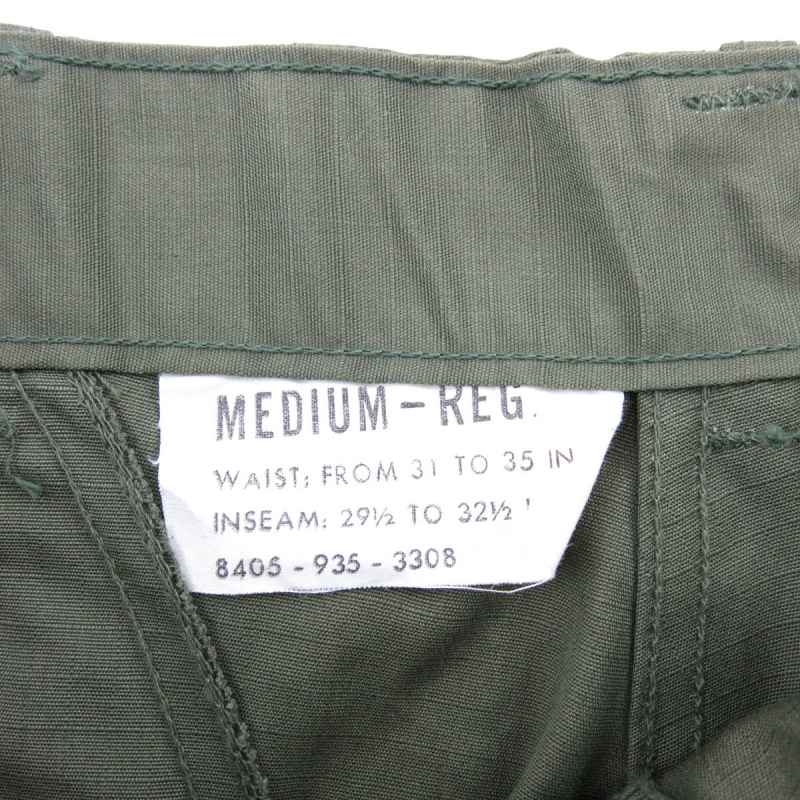 MEDIUM – REG.
WAIST: FROM 31 TO 35 IN
INSEAM: 29½ TO 32½ '
8405 - 935 - 3308